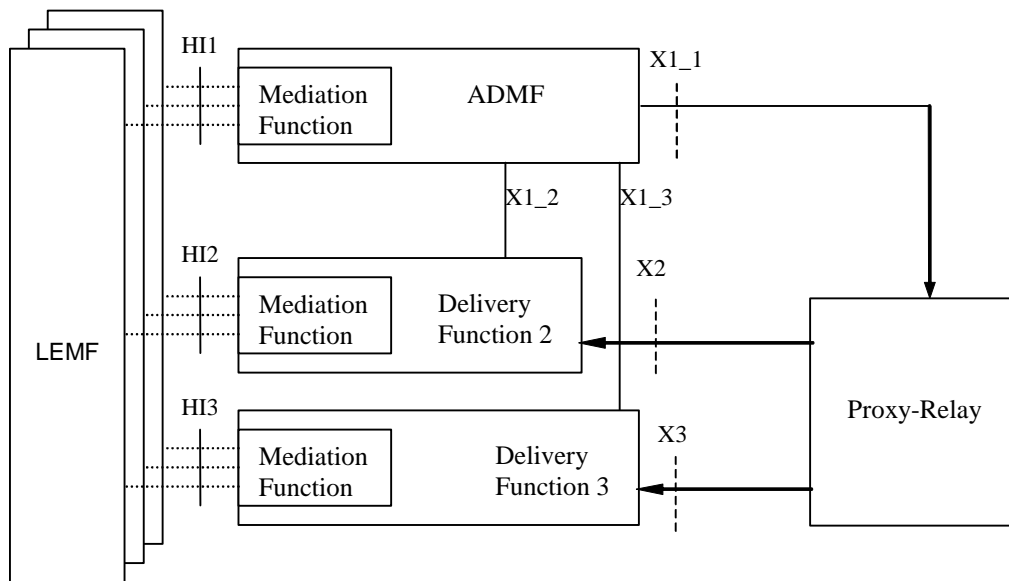 HI1
X1_1
Mediation
Function
ADMF
X1_2
X1_3
HI2
X2
Mediation
Function
Delivery
Function 2
LEMF
Proxy-Relay
HI3
X3
Mediation
Function
Delivery
Function 3